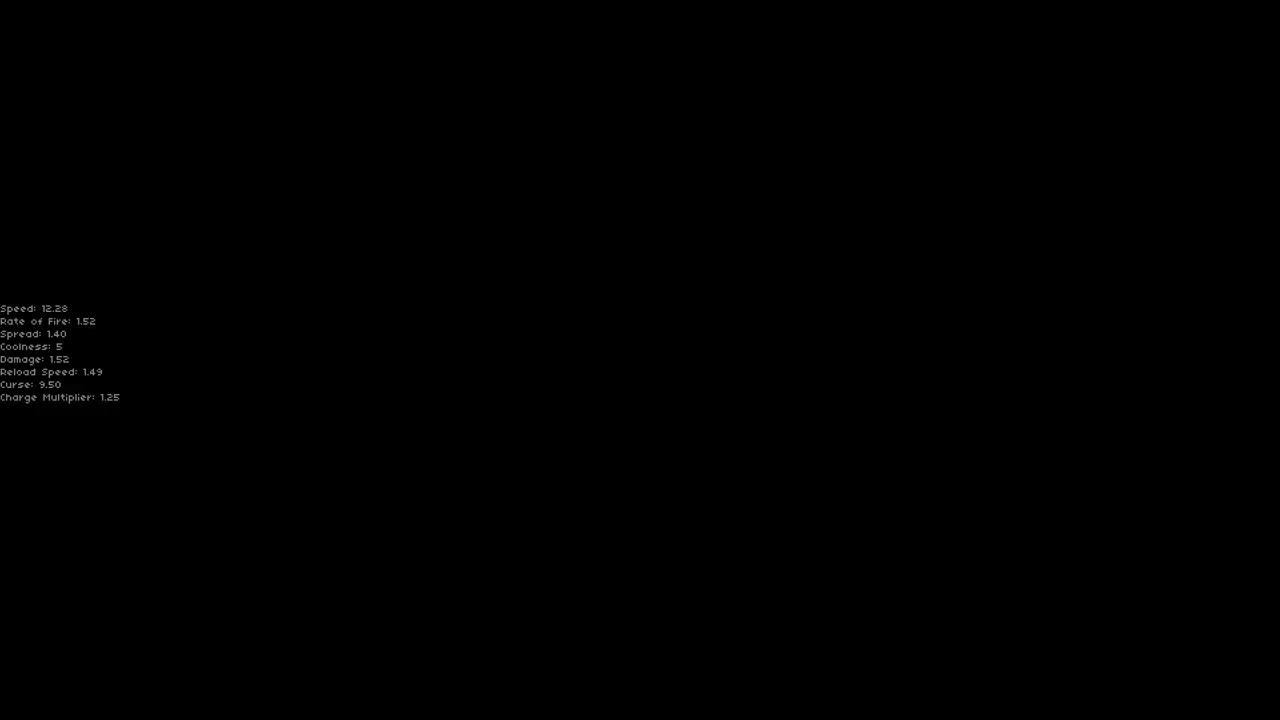 Speed: 12.28
Rate of Fire: 1.52
Spread: 1.40
Coolness: 5
Damage: 1.52
Reload Speed: 1.49
Curse: 9.50
Charge Multiplier: 1.25